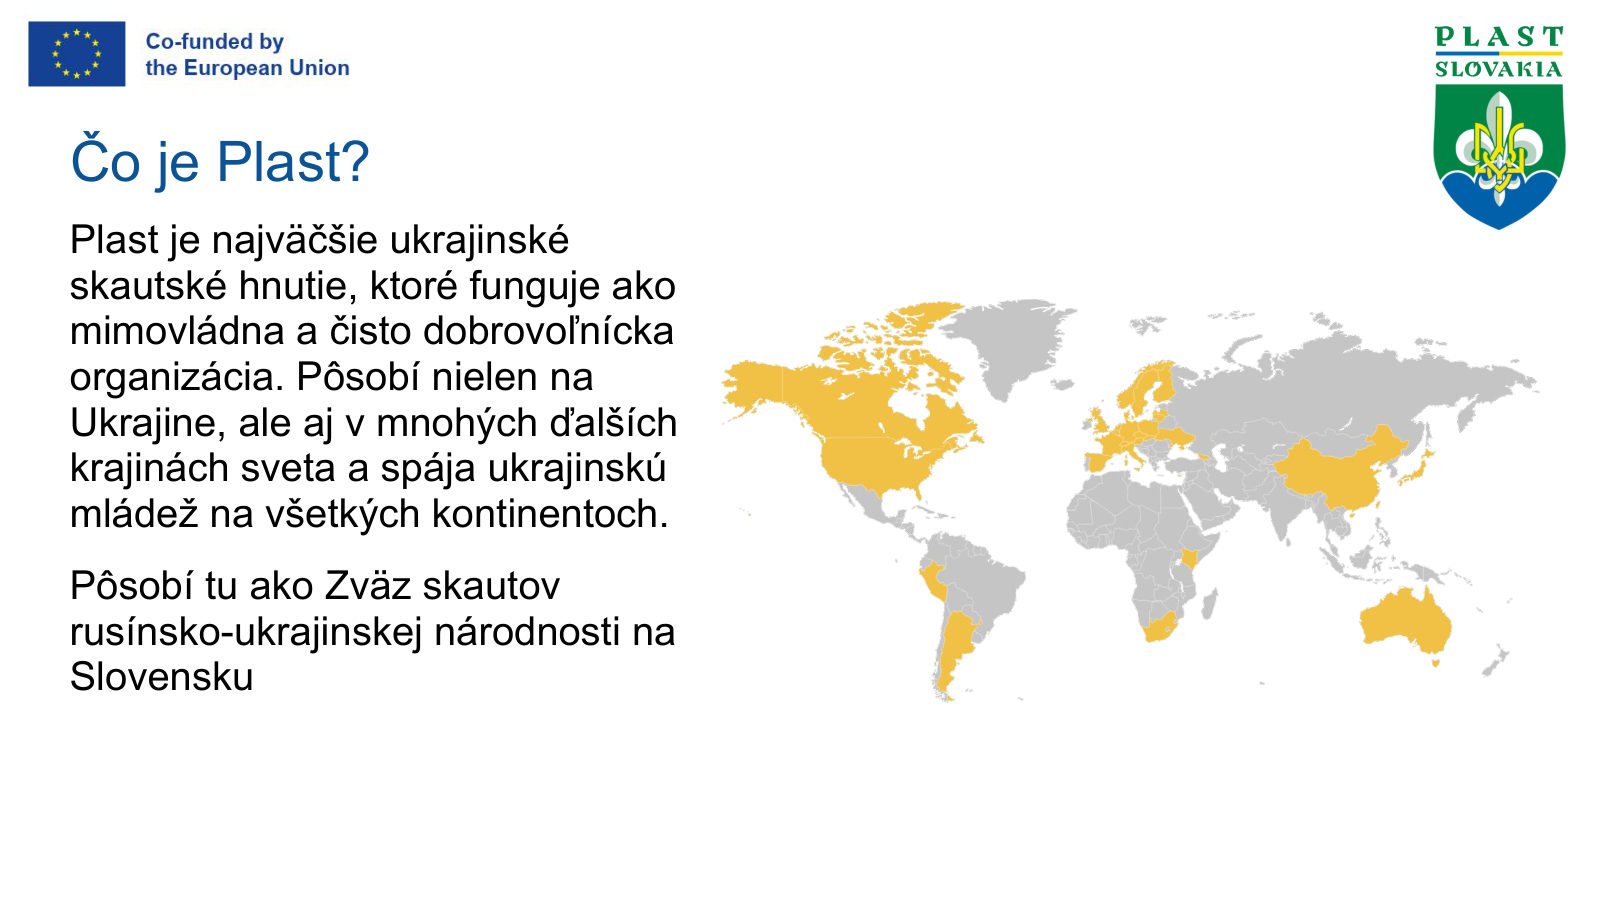 Co-funded by
the European Union
PLAST
SLOVAKIA
Čo je Plast?
Plast je najväčšie ukrajinské
skautské hnutie, ktoré funguje ako
mimovládna a čisto dobrovoľnícka
organizácia. Pôsobí nielen na
Ukrajine, ale aj v mnohých ďalších
krajinách sveta a spája ukrajinskú
mládež na všetkých kontinentoch.
Pôsobí tu ako Zväz skautov
rusínsko-ukrajinskej národnosti na
Slovensku